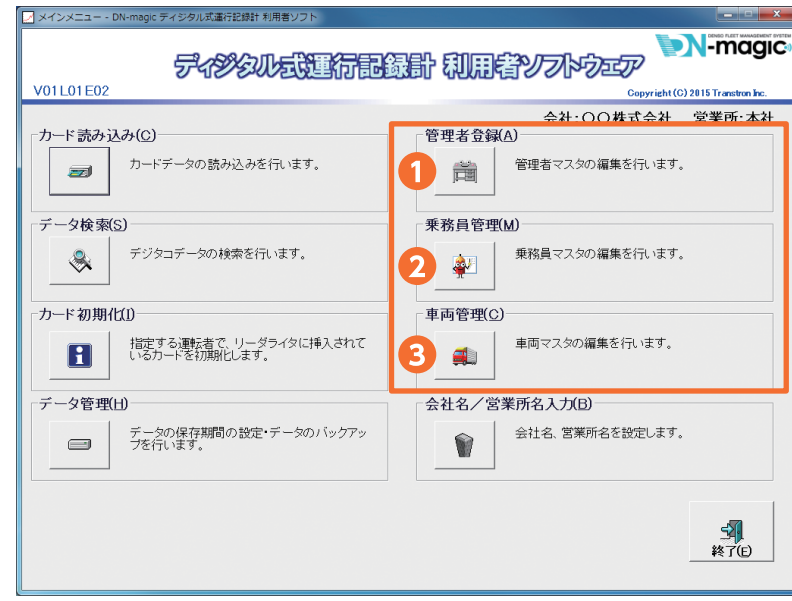 メインメニュー - DN-magic ディジタル式運行記録計 利用者ソフト
DENSO FLEET MANAGEMENT SYSTEM
DN-magic
ディジタル式運行記録計 利用者ソフトウェア
V01L01E02
Copyright (C) 2015 Transtron Inc.
会社:〇〇株式会社 営業所:本社
カード読み込み(C)
カードデータの読み込みを行います。
データ検索(S)
デジタコデータの検索を行います。
カード初期化(I)
指定する運転者で、リーダライタに挿入されて
いるカードを初期化します。
データ管理(H)
データの保存期間の設定・データのバックアッ
プを行います。
管理者登録(A)
1
管理者マスタの編集を行います。
乗務員管理(M)
2
乗務員マスタの編集を行います。
車両管理(C)
3
車両マスタの編集を行います。
会社名/営業所名入力(B)
会社名、営業所名を設定します。
終了(E)